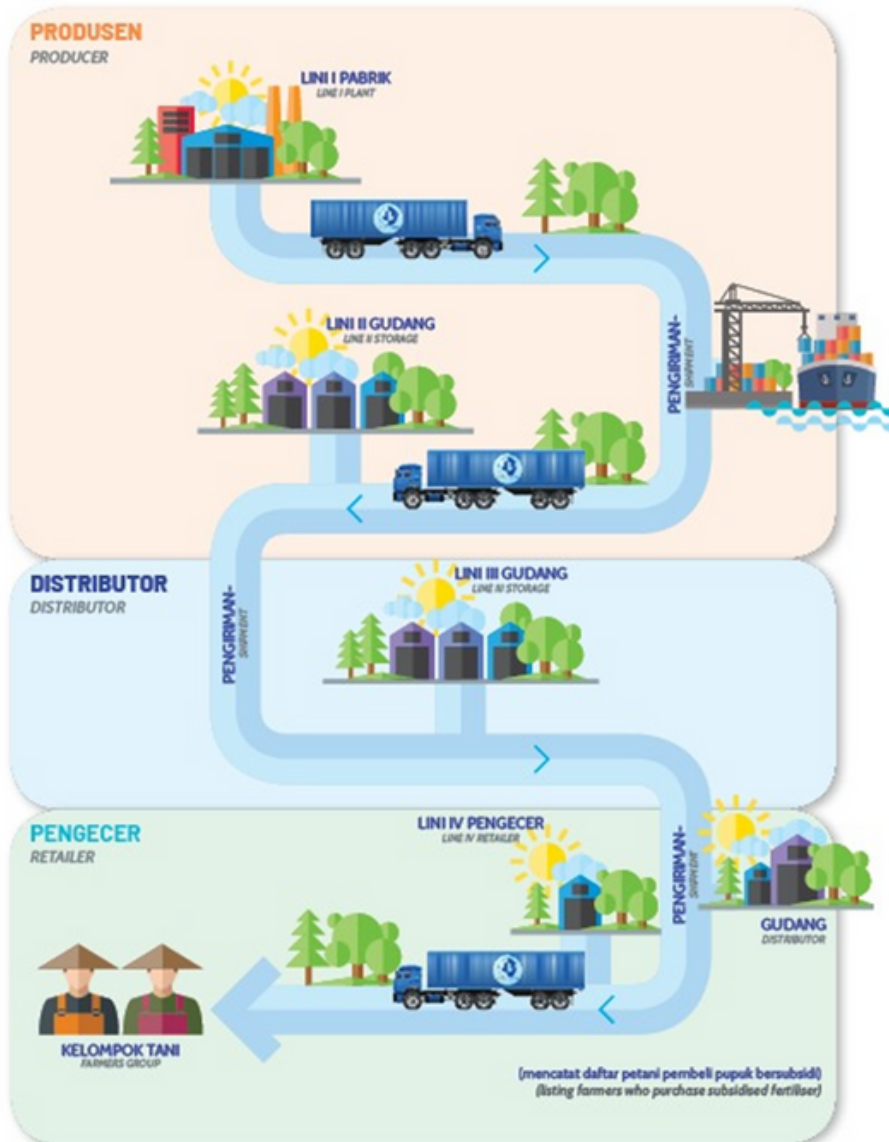 PRODUSEN
PRODUCER
LINI I PABRIK
LINE I PLANT
PENGIRIMAN-
SHIPMENT
LINI II GUDANG
LINE II STORAGE
DISTRIBUTOR
DISTRIBUTOR
PENGIRIMAN-
SHIPMENT
LINI III GUDANG
LINE III STORAGE
PENGECER
RETAILER
LINI IV PENGECER
LINE IV RETAILER
PENGIRIMAN-
SHIPMENT
GUDANG
DISTRIBUTOR
KELOMPOK TANI
FARMERS GROUP
(mencatat daftar petani pembeli pupuk bersubsidi)
(listing farmers who purchase subsidised fertiliser)